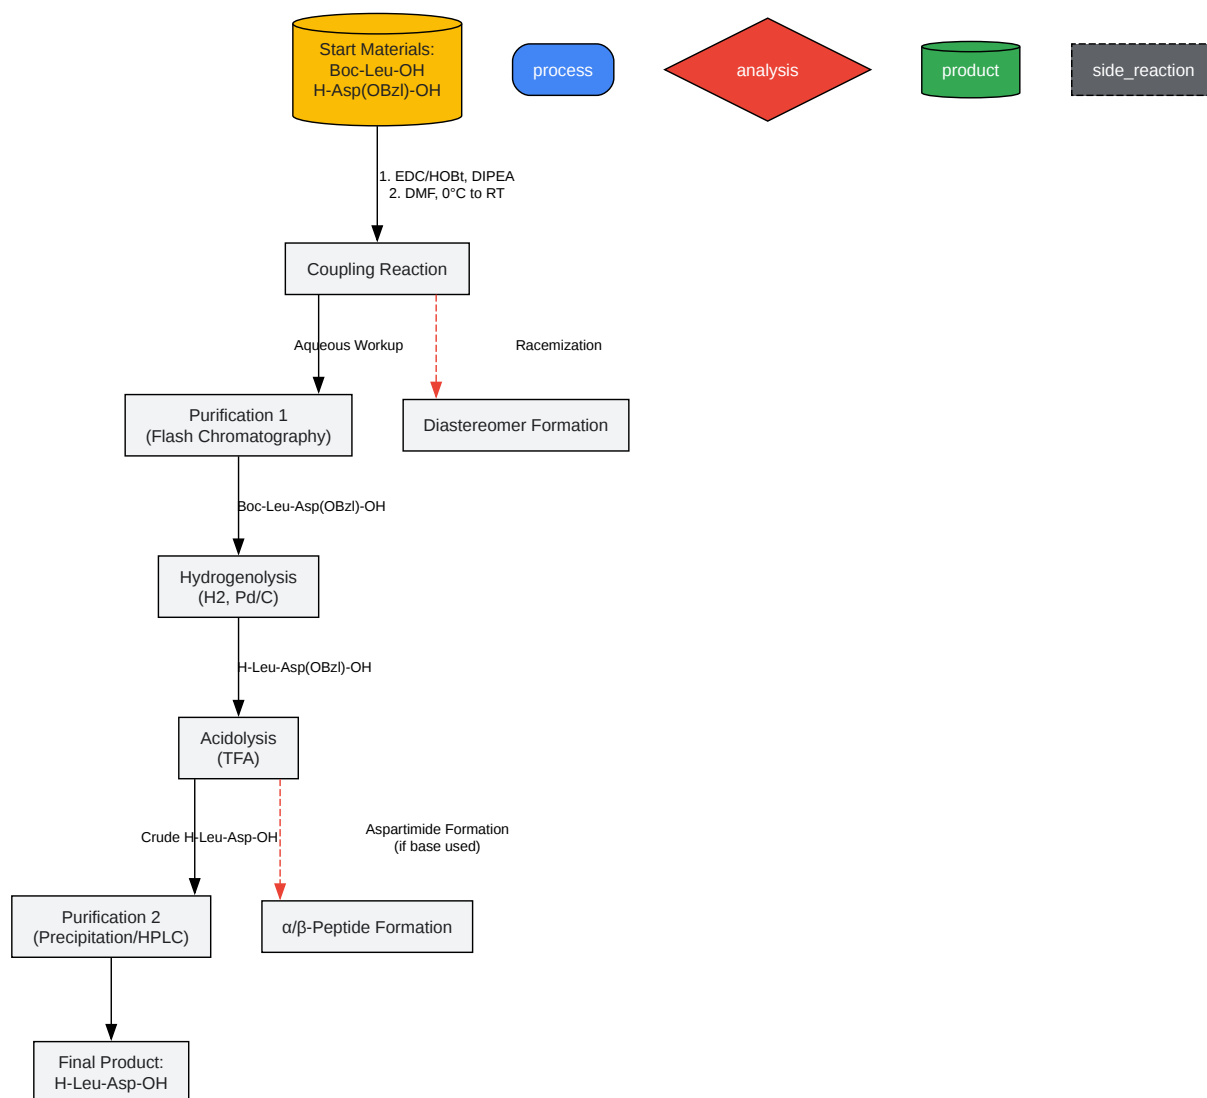 Start Materials:
Boc-Leu-OH
H-Asp(OBzl)-OH
process
analysis
product
side_reaction
1. EDC/HOBt, DIPEA
2. DMF, 0°C to RT
Coupling Reaction
Aqueous Workup
Racemization
Purification 1
(Flash Chromatography)
Diastereomer Formation
Boc-Leu-Asp(OBzl)-OH
Hydrogenolysis
(H2, Pd/C)
H-Leu-Asp(OBzl)-OH
Acidolysis
(TFA)
Crude H-Leu-Asp-OH
Aspartimide Formation
(if base used)
Purification 2
(Precipitation/HPLC)
α/β-Peptide Formation
Final Product:
H-Leu-Asp-OH